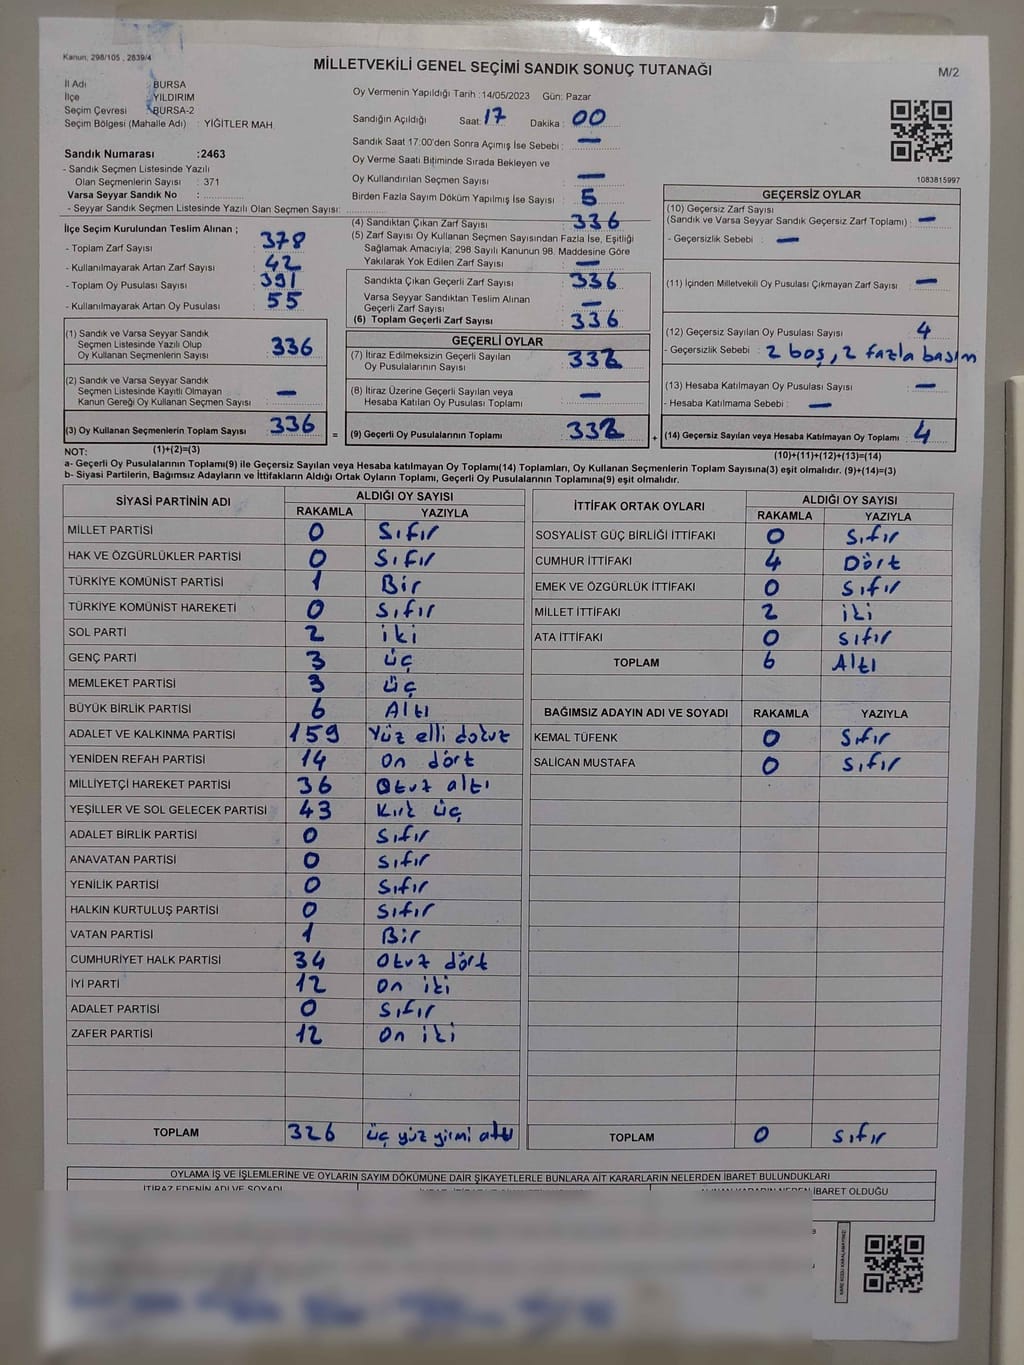 Kanun; 298/105 , 2839/4
MİLLETVEKİLİ GENEL SEÇİMİ SANDIK SONUÇ TUTANAĞI
M/2
İl Adı : BURSA
İlçe : YILDIRIM
Seçim Çevresi : BURSA-2
Seçim Bölgesi (Mahalle Adı) : YİĞİTLER MAH.
Sandık Numarası :2463
- Sandık Seçmen Listesinde Yazılı
Olan Seçmenlerin Sayısı : 371
Varsa Seyyar Sandık No :
- Seyyar Sandık Seçmen Listesinde Yazılı Olan Seçmen Sayısı:
Oy Vermenin Yapıldığı Tarih :14/05/2023 Gün: Pazar
Sandığın Açıldığı Saat: 17 Dakika : 00
Sandık Saat 17:00'den Sonra Açımış İse Sebebi : —
Oy Verme Saati Bitiminde Sırada Bekleyen ve
Oy Kullandırılan Seçmen Sayısı : —
Birden Fazla Sayım Döküm Yapılmış İse Sayısı : 5
1083815997
İlçe Seçim Kurulundan Teslim Alınan ;
- Toplam Zarf Sayısı : 378
- Kullanılmayarak Artan Zarf Sayısı : 42
- Toplam Oy Pusulası Sayısı : 391
- Kullanılmayarak Artan Oy Pusulası : 55
(1) Sandık ve Varsa Seyyar Sandık
Seçmen Listesinde Yazılı Olup
Oy Kullanan Seçmenlerin Sayısı : 336
(2) Sandık ve Varsa Seyyar Sandık
Seçmen Listesinde Kayıtlı Olmayan
Kanun Gereği Oy Kullanan Seçmen Sayısı : —
(3) Oy Kullanan Seçmenlerin Toplam Sayısı : 336
(1)+(2)=(3)
(4) Sandıktan Çıkan Zarf Sayısı : 336
(5) Zarf Sayısı Oy Kullanan Seçmen Sayısından Fazla İse, Eşitliği
Sağlamak Amacıyla; 298 Sayılı Kanunun 98. Maddesine Göre
Yakılarak Yok Edilen Zarf Sayısı : —
Sandıkta Çıkan Geçerli Zarf Sayısı : 336
Varsa Seyyar Sandıktan Teslim Alınan
Geçerli Zarf Sayısı : —
(6) Toplam Geçerli Zarf Sayısı : 336
GEÇERLİ OYLAR
(7) İtiraz Edilmeksizin Geçerli Sayılan
Oy Pusulalarının Sayısı : 332
(8) İtiraz Üzerine Geçerli Sayılan veya
Hesaba Katılan Oy Pusulası Toplamı : —
= (9) Geçerli Oy Pusulalarının Toplamı : 332 +
GEÇERSİZ OYLAR
(10) Geçersiz Zarf Sayısı
(Sandık ve Varsa Seyyar Sandık Geçersiz Zarf Toplamı) : —
- Geçersizlik Sebebi : —
(11) İçinden Milletvekili Oy Pusulası Çıkmayan Zarf Sayısı : —
(12) Geçersiz Sayılan Oy Pusulası Sayısı : 4
- Geçersizlik Sebebi : 2 boş, 2 fazla basım
(13) Hesaba Katılmayan Oy Pusulası Sayısı : —
- Hesaba Katılmama Sebebi : —
(14) Geçersiz Sayılan veya Hesaba Katılmayan Oy Toplamı : 4
(10)+(11)+(12)+(13)=(14)
NOT:
a- Geçerli Oy Pusulalarının Toplamı(9) ile Geçersiz Sayılan veya Hesaba katılmayan Oy Toplamı(14) Toplamları, Oy Kullanan Seçmenlerin Toplam Sayısına(3) eşit olmalıdır. (9)+(14)=(3)
b- Siyasi Partilerin, Bağımsız Adayların ve İttifakların Aldığı Ortak Oyların Toplamı, Geçerli Oy Pusulalarının Toplamına(9) eşit olmalıdır.
SİYASİ PARTİNİN ADI ALDIĞI OY SAYISI
RAKAMLA YAZIYLA
MİLLET PARTİSİ 0 Sıfır
HAK VE ÖZGÜRLÜKLER PARTİSİ 0 Sıfır
TÜRKİYE KOMÜNİST PARTİSİ 1 Bir
TÜRKİYE KOMÜNİST HAREKETİ 0 Sıfır
SOL PARTİ 2 iki
GENÇ PARTİ 3 üç
MEMLEKET PARTİSİ 3 üç
BÜYÜK BİRLİK PARTİSİ 6 Altı
ADALET VE KALKINMA PARTİSİ 159 Yüz elli dokuz
YENİDEN REFAH PARTİSİ 14 On dört
MİLLİYETÇİ HAREKET PARTİSİ 36 Otuz altı
YEŞİLLER VE SOL GELECEK PARTİSİ 43 Kırk üç
ADALET BİRLİK PARTİSİ 0 Sıfır
ANAVATAN PARTİSİ 0 Sıfır
YENİLİK PARTİSİ 0 Sıfır
HALKIN KURTULUŞ PARTİSİ 0 Sıfır
VATAN PARTİSİ 1 Bir
CUMHURİYET HALK PARTİSİ 34 Otuz dört
İYİ PARTİ 12 On iki
ADALET PARTİSİ 0 Sıfır
ZAFER PARTİSİ 12 On iki
TOPLAM 326 üç yüz yirmi altı
İTTİFAK ORTAK OYLARI ALDIĞI OY SAYISI
RAKAMLA YAZIYLA
SOSYALİST GÜÇ BİRLİĞİ İTTİFAKI 0 Sıfır
CUMHUR İTTİFAKI 4 Dört
EMEK VE ÖZGÜRLÜK İTTİFAKI 0 Sıfır
MİLLET İTTİFAKI 2 iki
ATA İTTİFAKI 0 Sıfır
TOPLAM 6 Altı
BAĞIMSIZ ADAYIN ADI VE SOYADI RAKAMLA YAZIYLA
KEMAL TÜFENK 0 Sıfır
SALİCAN MUSTAFA 0 Sıfır
TOPLAM 0 Sıfır
OYLAMA İŞ VE İŞLEMLERİNE VE OYLARIN SAYIM DÖKÜMÜNE DAİR ŞİKAYETLERLE BUNLARA AİT KARARLARIN NELERDEN İBARET BULUNDUKLARI
İTİRAZ EDENİN ADI VE SOYADI
ALINAN KARARIN NEDEN İBARET OLDUĞU
KARE KODU KARALAMAYINIZ!